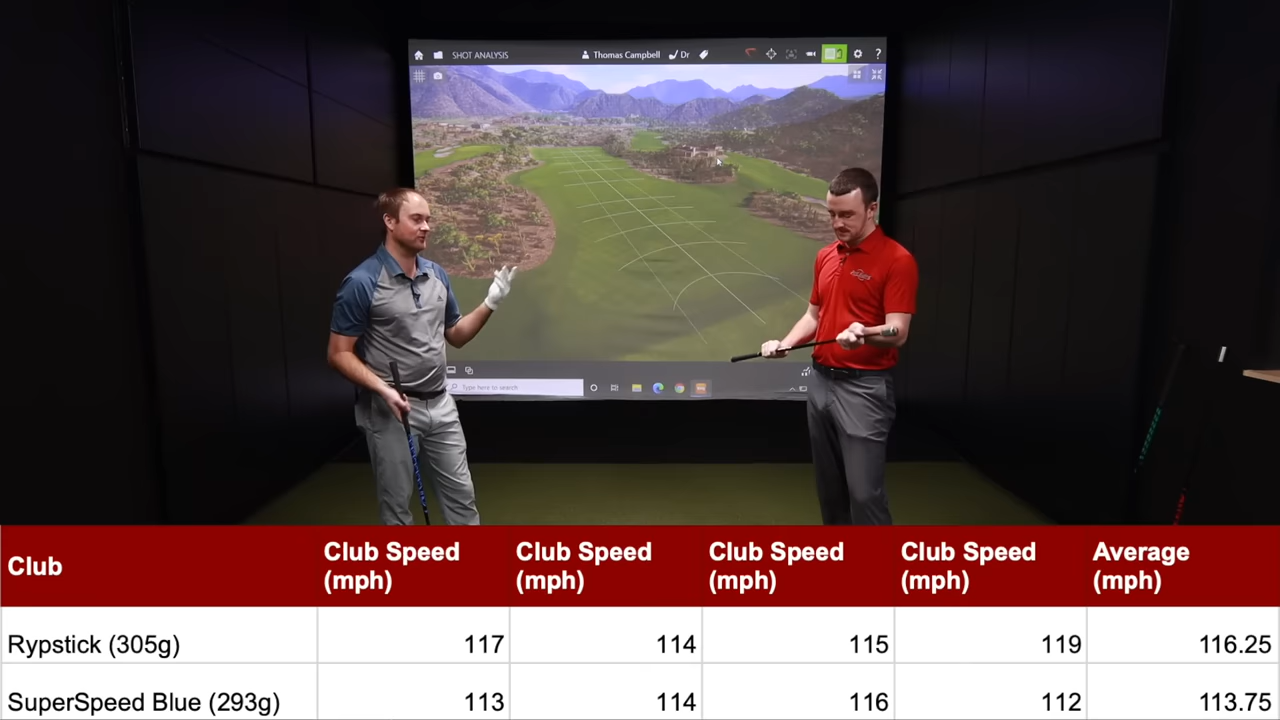 SHOT ANALYSIS
Thomas Campbell
Dr
?
Type here to search
Club
Club Speed (mph)
Club Speed (mph)
Club Speed (mph)
Club Speed (mph)
Average (mph)
Rypstick (305g) 117 114 115 119 116.25
SuperSpeed Blue (293g) 113 114 116 112 113.75